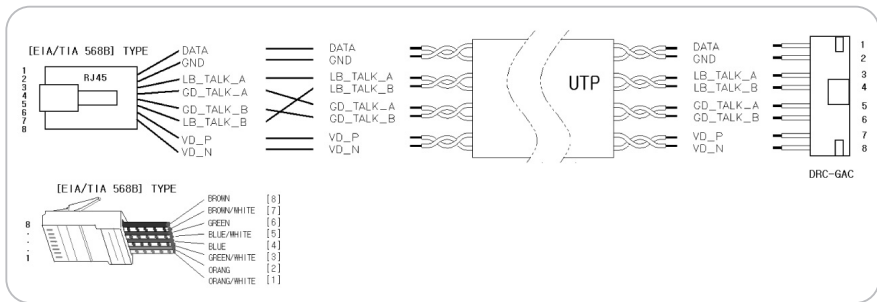 [EIA/TIA 568B] TYPE
RJ45
1
2
3
4
5
6
7
8
DATA
GND
LB_TALK_A
GD_TALK_A
GD_TALK_B
LB_TALK_B
VD_P
VD_N
DATA
GND
LB_TALK_A
LB_TALK_B
GD_TALK_A
GD_TALK_B
VD_P
VD_N
UTP
DATA
GND
LB_TALK_A
LB_TALK_B
GD_TALK_A
GD_TALK_B
VD_P
VD_N
1
2
3
4
5
6
7
8
DRC-GAC
[EIA/TIA 568B] TYPE
8
.
.
.
1
BROWN [8]
BROWN/WHITE [7]
GREEN [6]
BLUE/WHITE [5]
BLUE [4]
GREEN/WHITE [3]
ORANG [2]
ORANG/WHITE [1]